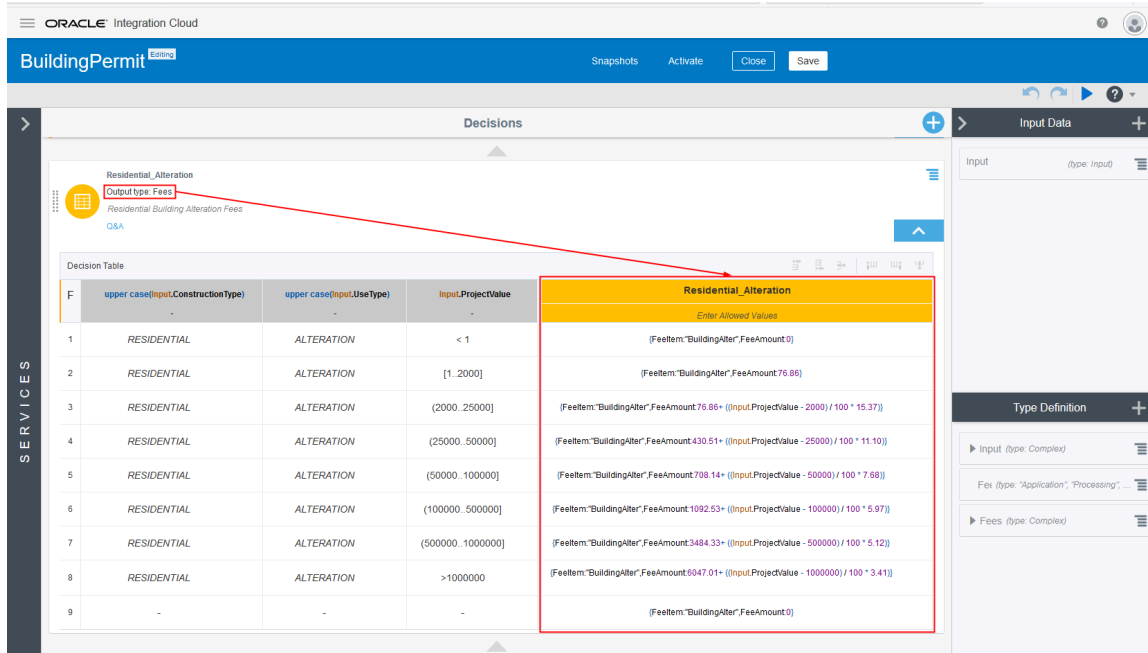 ORACLE Integration Cloud
BuildingPermit Editing Snapshots Activate Close Save
Decisions
Input Data
Residential_Alteration
Output type: Fees
Residential Building Alteration Fees
Q&A
Input (type: Input)
Decision Table
F upper case(Input.ConstructionType) upper case(Input.UseType) Input.ProjectValue Residential_Alteration
- - - Enter Allowed Values
1 RESIDENTIAL ALTERATION < 1 {FeeItem:"BuildingAlter",FeeAmount:0}
2 RESIDENTIAL ALTERATION [1..2000] {FeeItem:"BuildingAlter",FeeAmount:76.86}
3 RESIDENTIAL ALTERATION (2000..25000] {FeeItem:"BuildingAlter",FeeAmount:76.86+ ((Input.ProjectValue - 2000) / 100 * 15.37)}
4 RESIDENTIAL ALTERATION (25000..50000] {FeeItem:"BuildingAlter",FeeAmount:430.51+ ((Input.ProjectValue - 25000) / 100 * 11.10)}
5 RESIDENTIAL ALTERATION (50000..100000] {FeeItem:"BuildingAlter",FeeAmount:708.14+ ((Input.ProjectValue - 50000) / 100 * 7.68)}
6 RESIDENTIAL ALTERATION (100000..500000] {FeeItem:"BuildingAlter",FeeAmount:1092.53+ ((Input.ProjectValue - 100000) / 100 * 5.97)}
7 RESIDENTIAL ALTERATION (500000..1000000] {FeeItem:"BuildingAlter",FeeAmount:3484.33+ ((Input.ProjectValue - 500000) / 100 * 5.12)}
8 RESIDENTIAL ALTERATION >1000000 {FeeItem:"BuildingAlter",FeeAmount:6047.01+ ((Input.ProjectValue - 1000000) / 100 * 3.41)}
9 - - - {FeeItem:"BuildingAlter",FeeAmount:0}
SERVICES
Type Definition
Input (type: Complex)
(type: "Application", "Processing", ...
Fees (type: Complex)